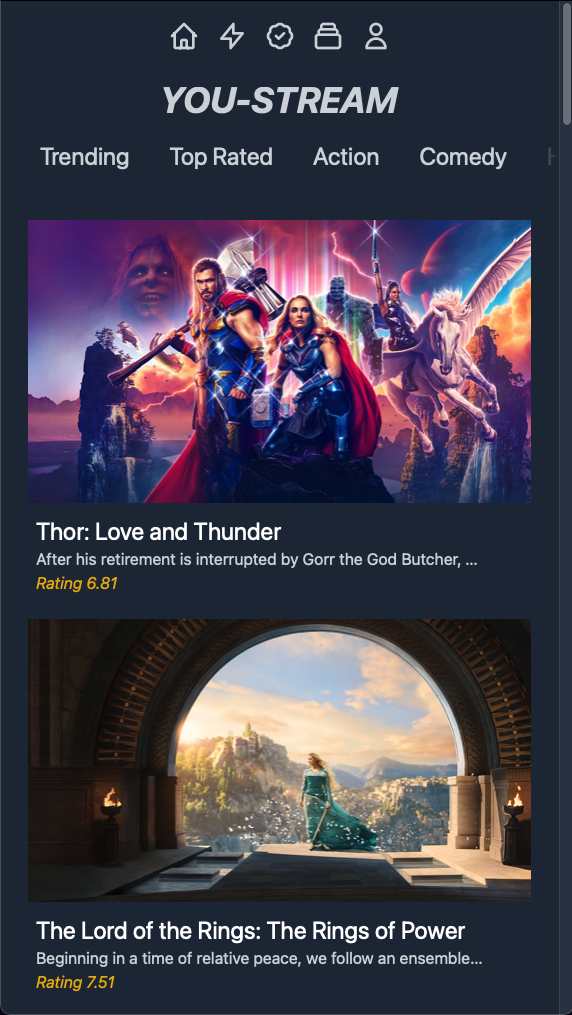 YOU-STREAM
Trending Top Rated Action Comedy
Thor: Love and Thunder
After his retirement is interrupted by Gorr the God Butcher, ...
Rating 6.81
The Lord of the Rings: The Rings of Power
Beginning in a time of relative peace, we follow an ensemble...
Rating 7.51